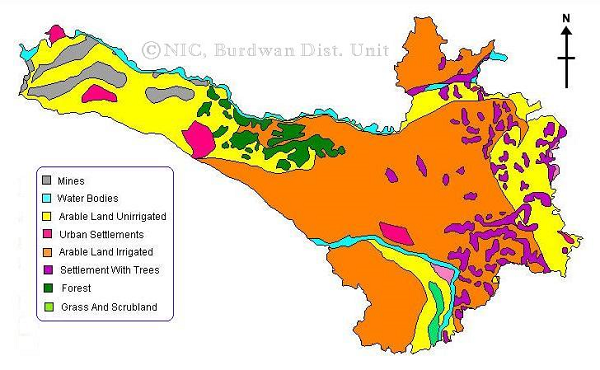 N
©NIC, Burdwan Dist. Unit
Mines
Water Bodies
Arable Land Unirrigated
Urban Settlements
Arable Land Irrigated
Settlement With Trees
Forest
Grass And Scrubland